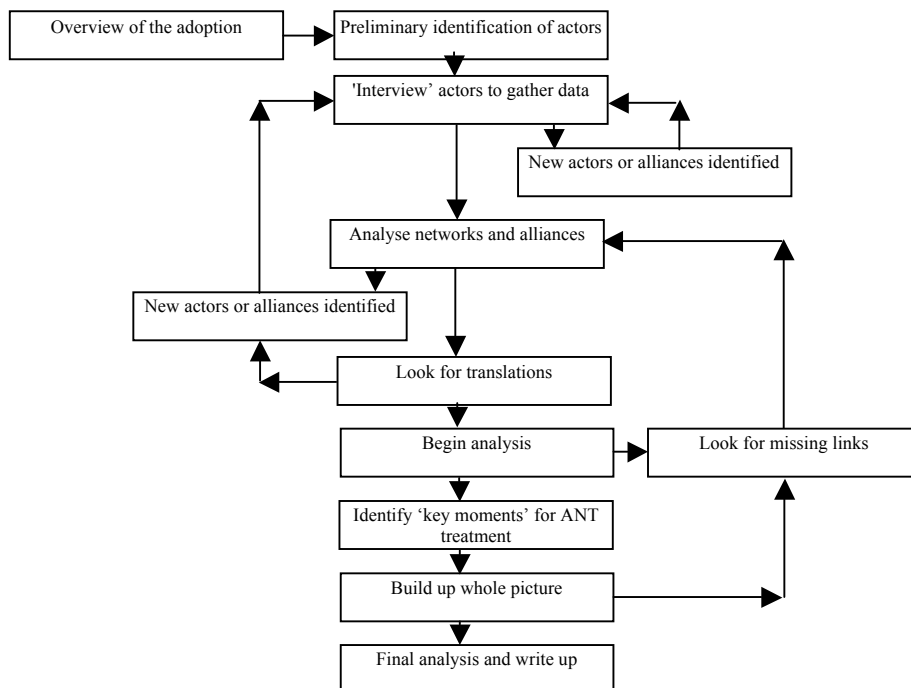 Overview of the adoption
Preliminary identification of actors
'Interview’ actors to gather data
New actors or alliances identified
Analyse networks and alliances
New actors or alliances identified
Look for translations
Begin analysis
Look for missing links
Identify ‘key moments’ for ANT
treatment
Build up whole picture
Final analysis and write up